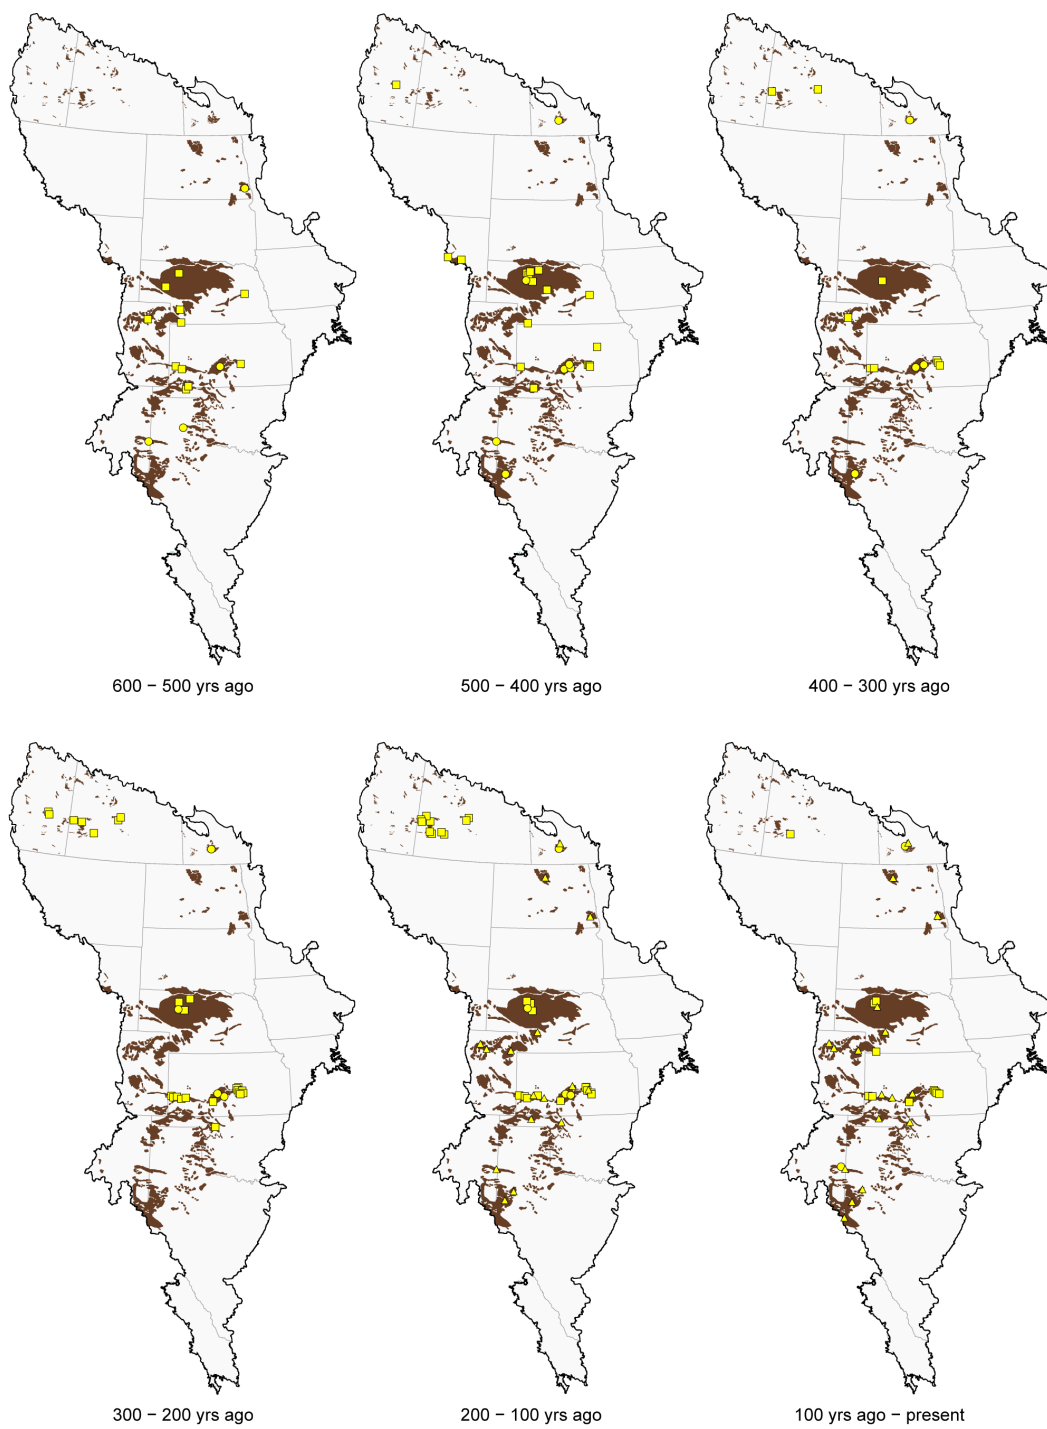 600 − 500 yrs ago
500 − 400 yrs ago
400 − 300 yrs ago
300 − 200 yrs ago
200 − 100 yrs ago
100 yrs ago − present